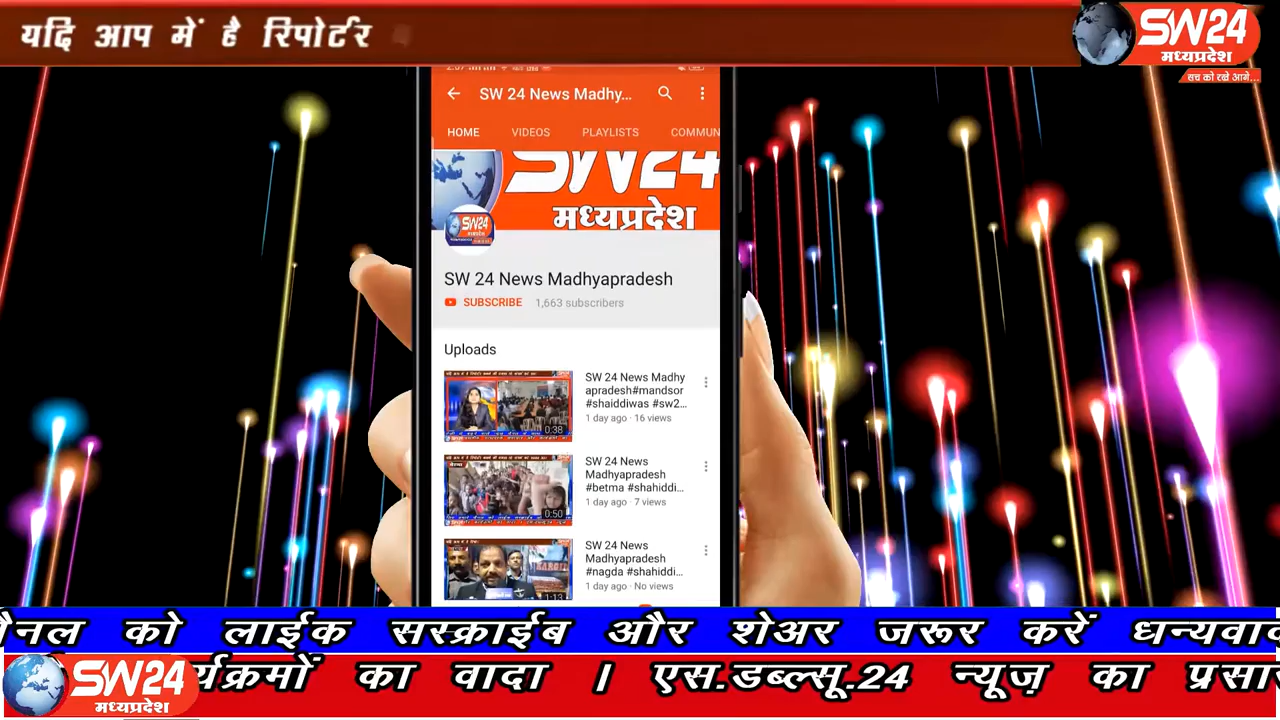 यदि आप में है रिपोर्टर
SW24
मध्यप्रदेश
सच को रखे आगे...
SW 24 News Madhy...
HOME VIDEOS PLAYLISTS COMMUN
SW24
मध्यप्रदेश
SW24
SW 24 News Madhyapradesh
SUBSCRIBE 1,663 subscribers
Uploads
SW 24 News Madhy
apradesh#mandsor
#shaiddiwas #sw2...
1 day ago · 16 views
0:38
SW 24 News
Madhyapradesh
#betma #shahiddi...
1 day ago · 7 views
0:50
SW 24 News
Madhyapradesh
#nagda #shahiddi...
1 day ago · No views
1:13
ैनल को लाईक सस्क्राईब और शेअर जरूर करें धन्यवाद
र्यक्रमों का वादा । एस.डब्ल्सू.24 न्यूज़ का प्रसा
SW24
मध्यप्रदेश